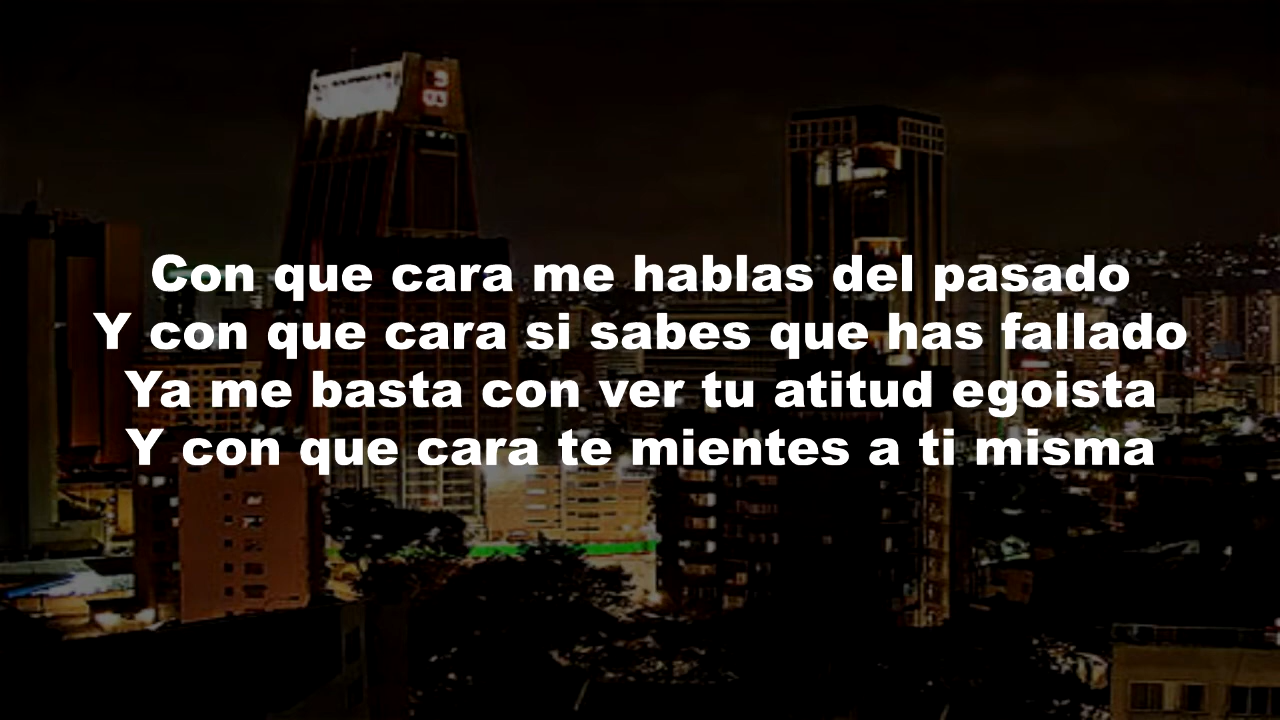 Con que cara me hablas del pasado
Y con que cara si sabes que has fallado
Ya me basta con ver tu atitud egoista
Y con que cara te mientes a ti misma